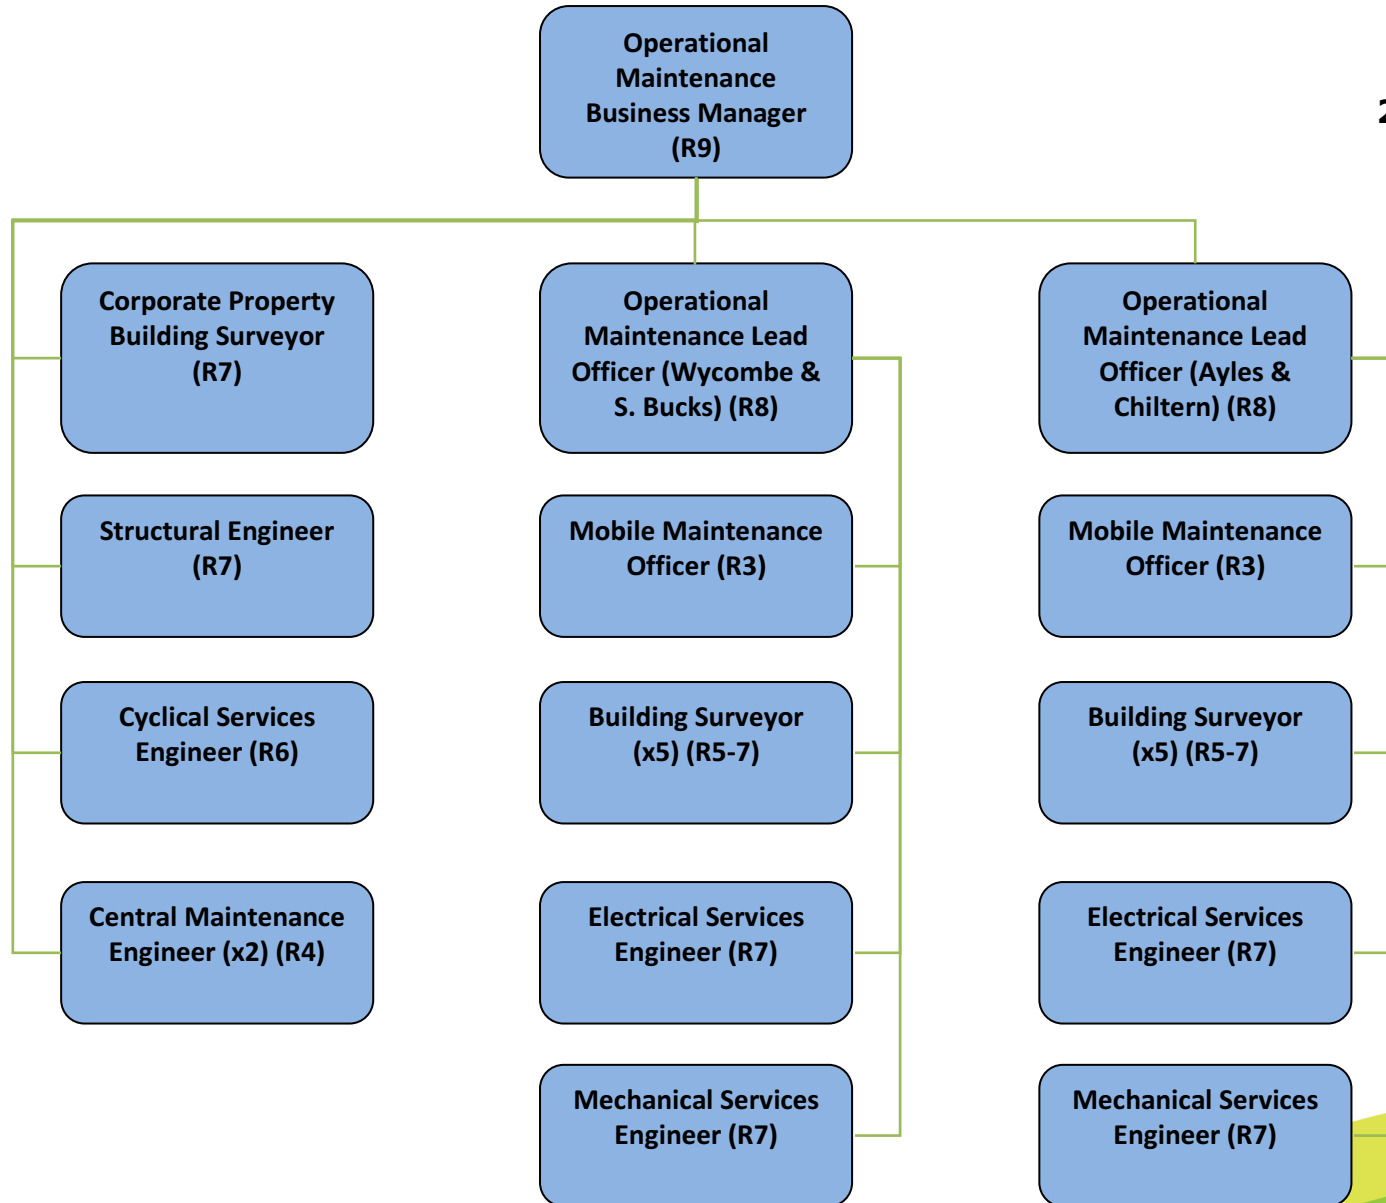 Operational
Maintenance
Business Manager
(R9)
2
Corporate Property
Building Surveyor
(R7)
Operational
Maintenance Lead
Officer (Wycombe &
S. Bucks) (R8)
Operational
Maintenance Lead
Officer (Ayles &
Chiltern) (R8)
Structural Engineer
(R7)
Mobile Maintenance
Officer (R3)
Mobile Maintenance
Officer (R3)
Cyclical Services
Engineer (R6)
Building Surveyor
(x5) (R5-7)
Building Surveyor
(x5) (R5-7)
Central Maintenance
Engineer (x2) (R4)
Electrical Services
Engineer (R7)
Electrical Services
Engineer (R7)
Mechanical Services
Engineer (R7)
Mechanical Services
Engineer (R7)